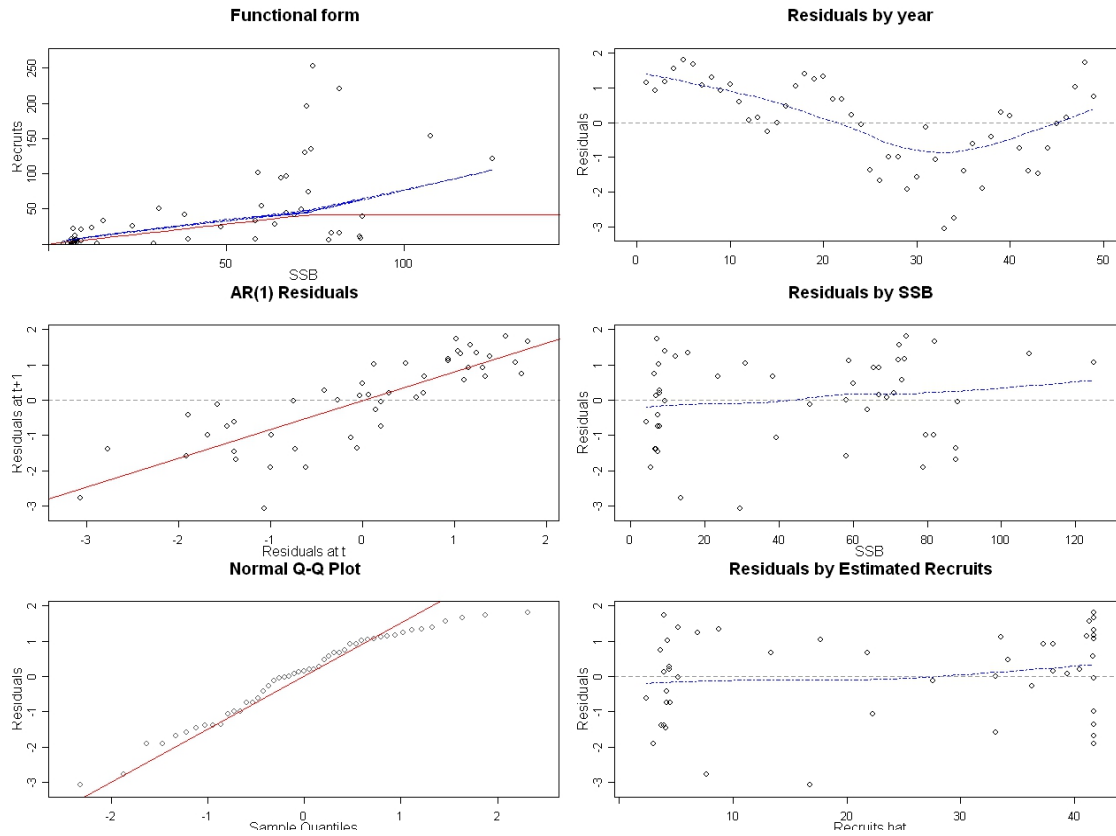 Functional form
Recruits
50 100 150 200 250
50 100
SSB
Residuals by year
Residuals
-3 -2 -1 0 1 2
0 10 20 30 40 50
AR(1) Residuals
Residuals at t+1
-3 -2 -1 0 1 2
-3 -2 -1 0 1 2
Residuals at t
Residuals by SSB
Residuals
-3 -2 -1 0 1 2
0 20 40 60 80 100 120
SSB
Normal Q-Q Plot
Residuals
-3 -2 -1 0 1 2
-2 -1 0 1 2
Sample Quantiles
Residuals by Estimated Recruits
Residuals
-3 -2 -1 0 1 2
10 20 30 40
Recruits hat